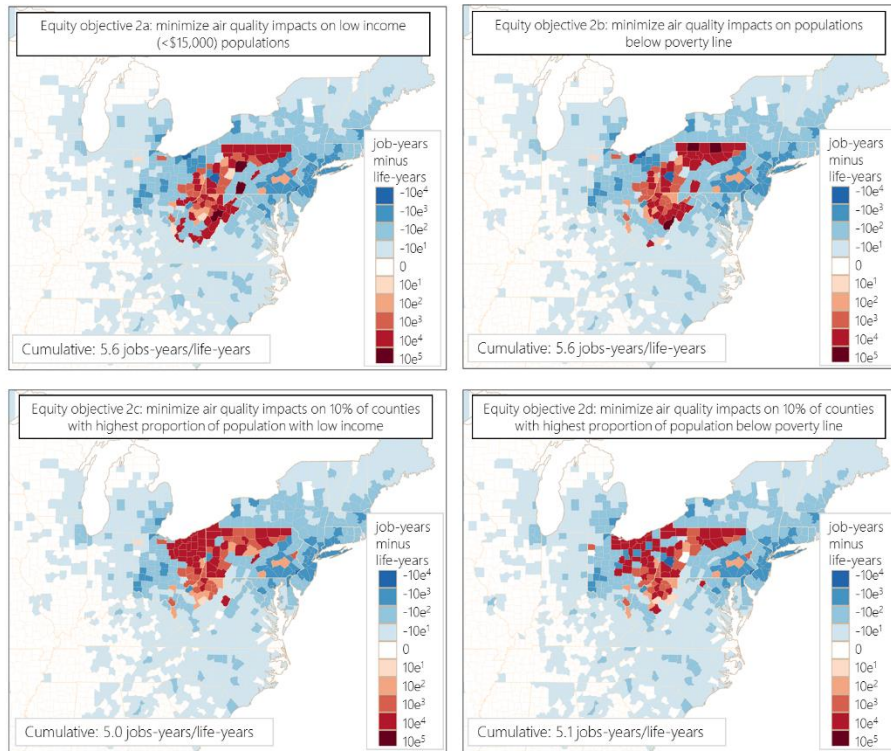 Equity objective 2a: minimize air quality impacts on low income
(<$15,000) populations
job-years
minus
life-years
-10e⁴
-10e³
-10e²
-10e¹
0
10e¹
10e²
10e³
10e⁴
10e⁵
Cumulative: 5.6 jobs-years/life-years
Equity objective 2b: minimize air quality impacts on populations
below poverty line
job-years
minus
life-years
-10e⁴
-10e³
-10e²
-10e¹
0
10e¹
10e²
10e³
10e⁴
10e⁵
Cumulative: 5.6 jobs-years/life-years
Equity objective 2c: minimize air quality impacts on 10% of counties
with highest proportion of population with low income
job-years
minus
life-years
-10e⁴
-10e³
-10e²
-10e¹
0
10e¹
10e²
10e³
10e⁴
10e⁵
Cumulative: 5.0 jobs-years/life-years
Equity objective 2d: minimize air quality impacts on 10% of counties
with highest proportion of population below poverty line
job-years
minus
life-years
-10e⁴
-10e³
-10e²
-10e¹
0
10e¹
10e²
10e³
10e⁴
10e⁵
Cumulative: 5.1 jobs-years/life-years